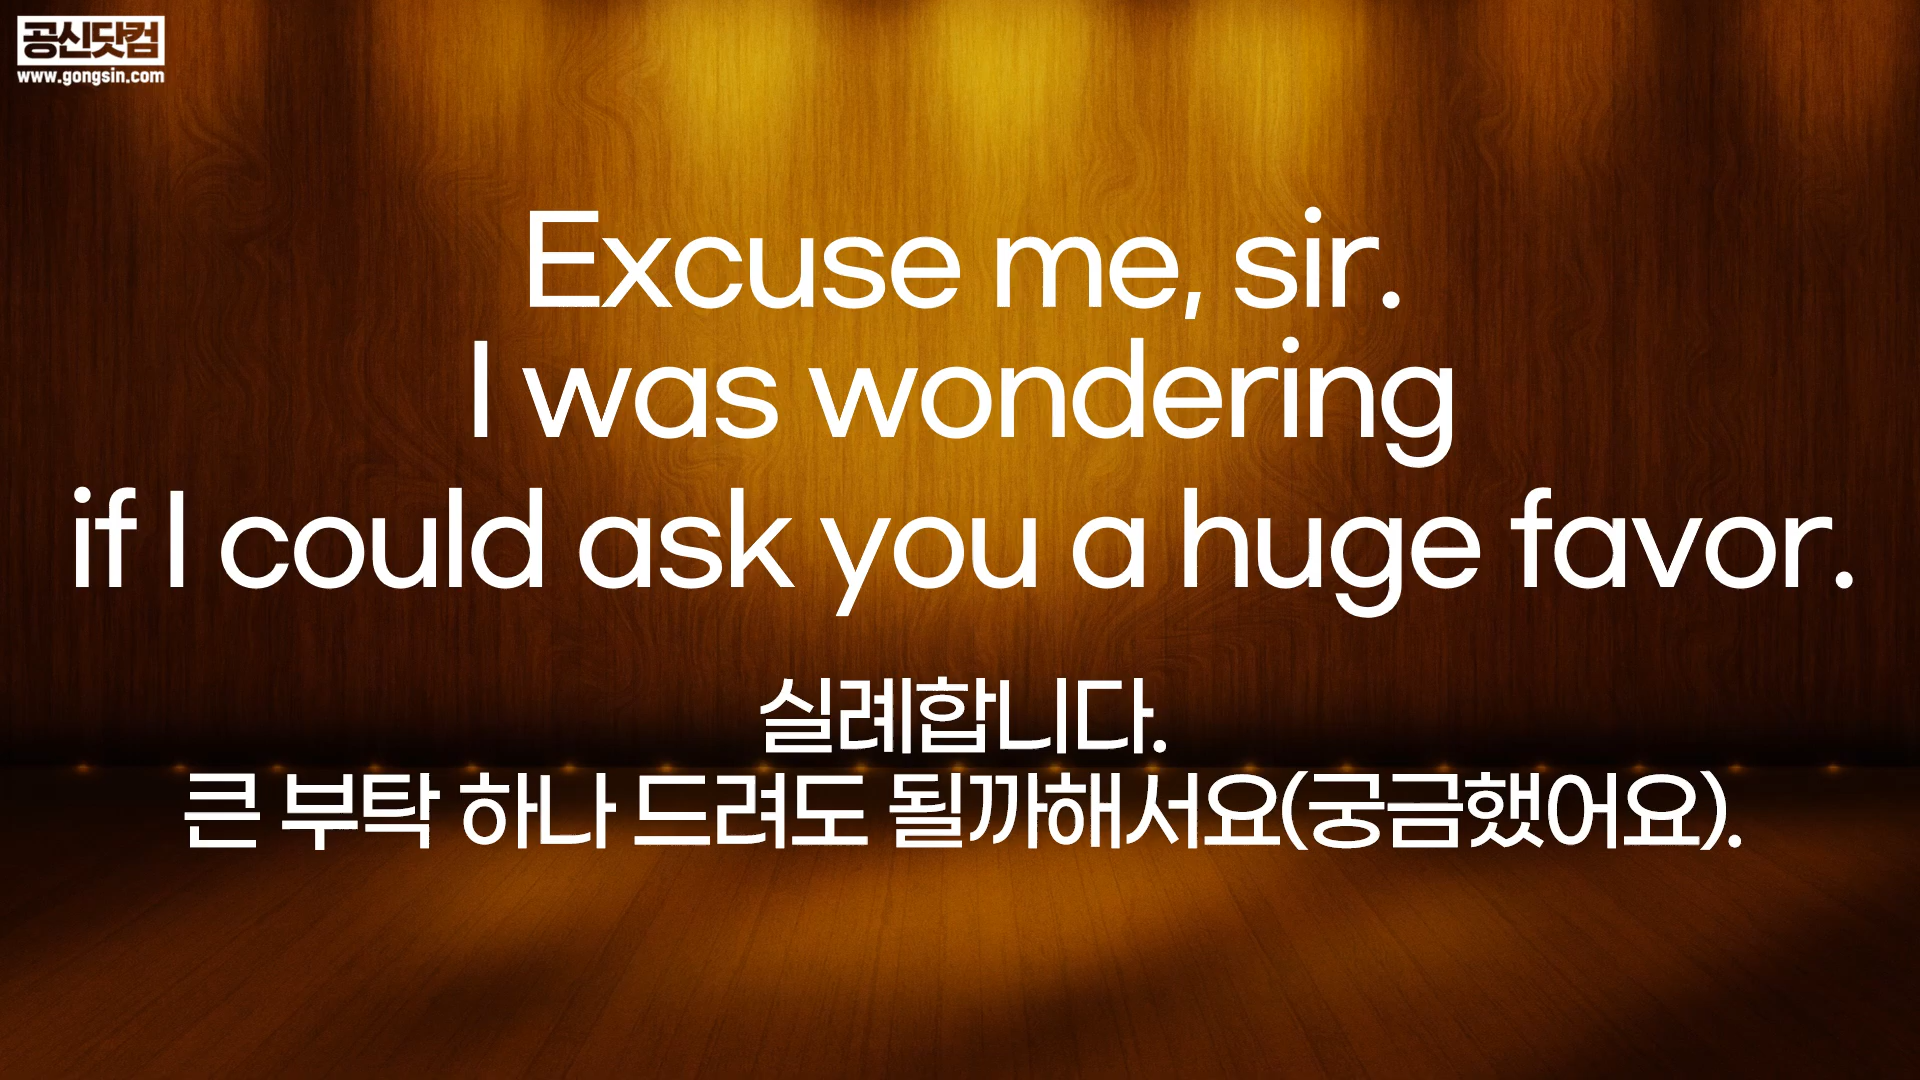 공신닷컴
www.gongsin.com
Excuse me, sir.
I was wondering
if I could ask you a huge favor.
실례합니다.
큰 부탁 하나 드려도 될까해서요(궁금했어요).